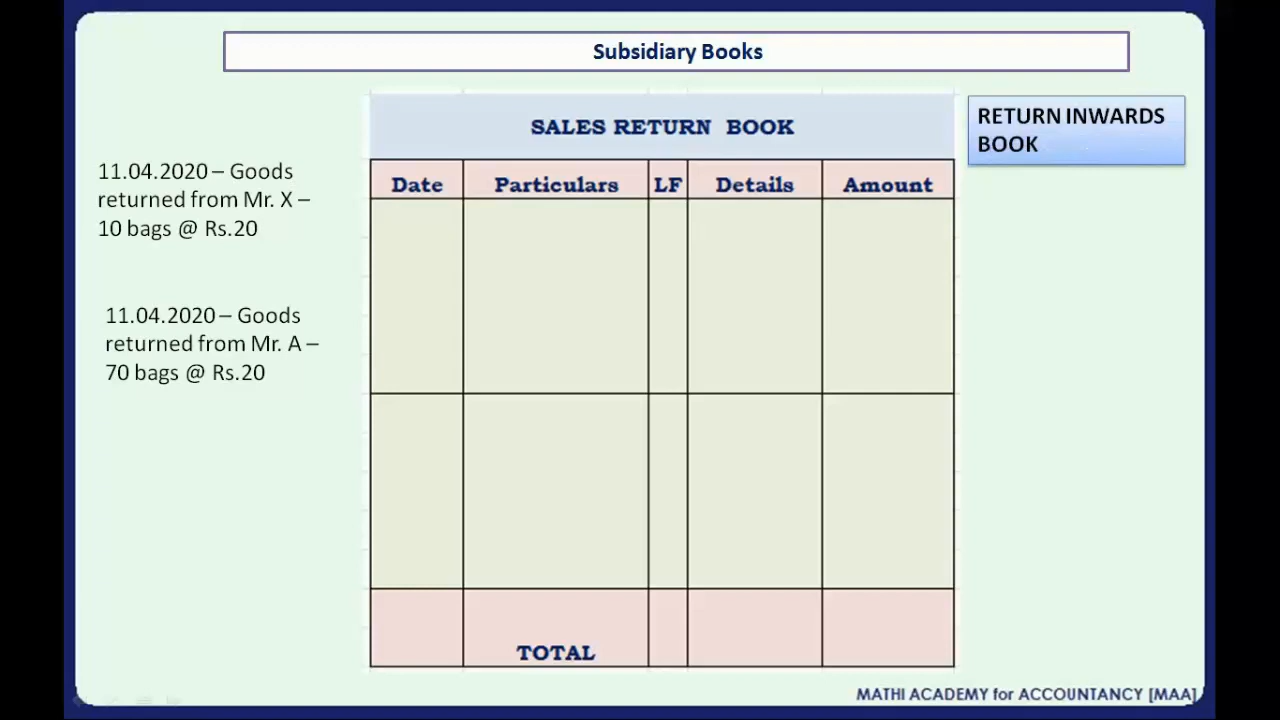 Subsidiary Books
SALES RETURN BOOK
RETURN INWARDS
BOOK
11.04.2020 – Goods
returned from Mr. X –
10 bags @ Rs.20
11.04.2020 – Goods
returned from Mr. A –
70 bags @ Rs.20
Date Particulars LF Details Amount
TOTAL
MATHI ACADEMY for ACCOUNTANCY [MAA]